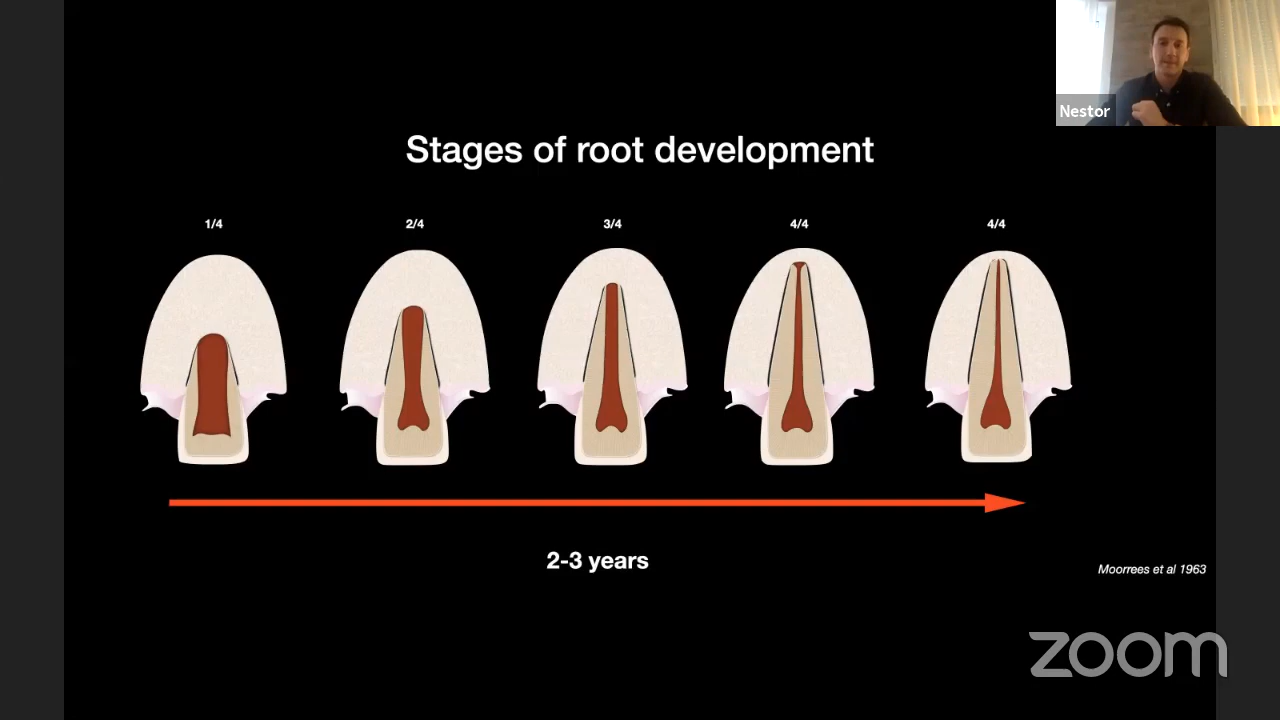 Nestor
Stages of root development
1/4
2/4
3/4
4/4
4/4
2-3 years
Moorrees et al 1963
zoom